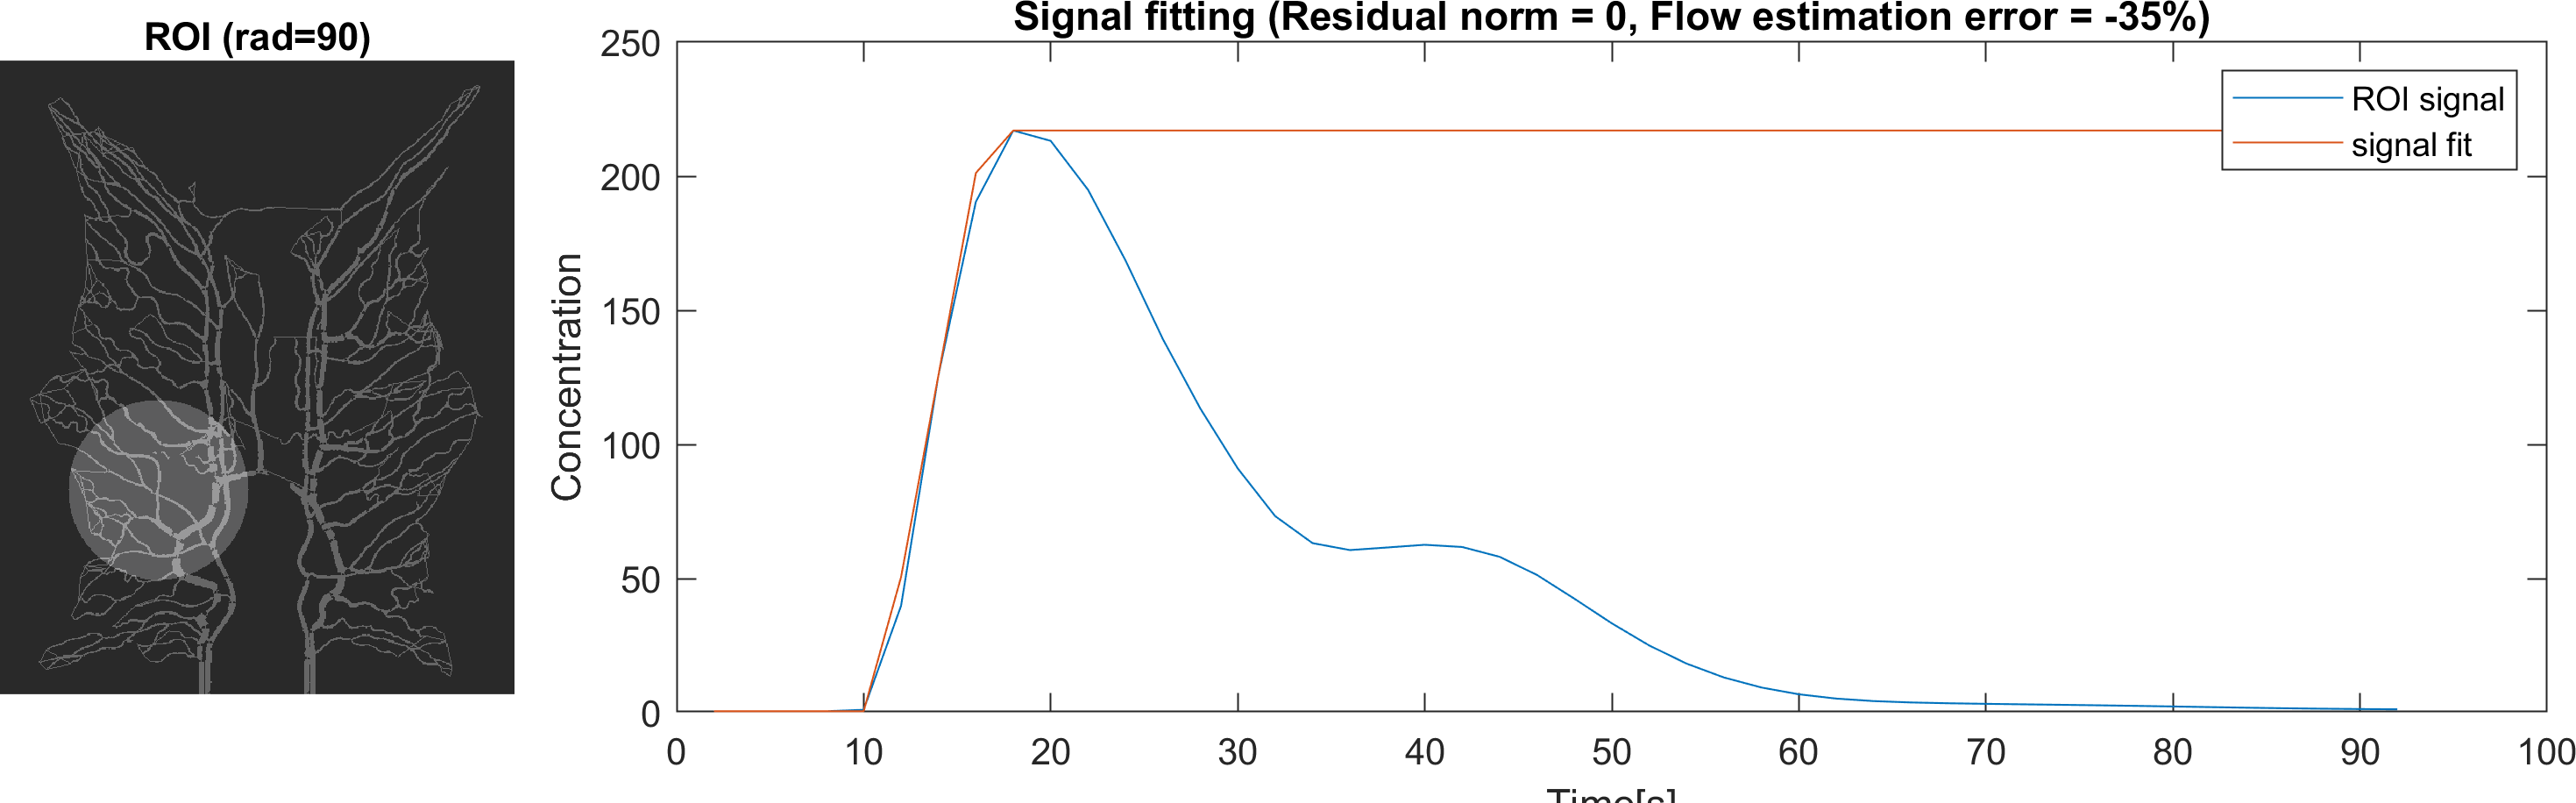 ROI (rad=90)
Signal fitting (Residual norm = 0, Flow estimation error = -35%)
250
200
150
100
50
0
Concentration
ROI signal
signal fit
0 10 20 30 40 50 60 70 80 90 100
Time[s]